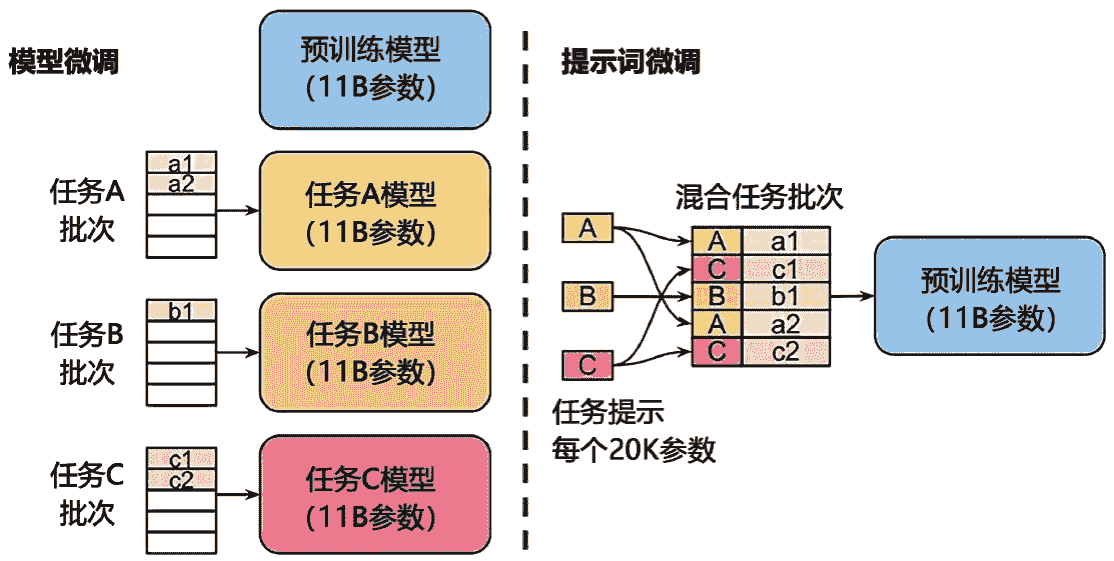 模型微调
预训练模型
(11B参数)
任务A
批次
a1
a2
任务A模型
(11B参数)
任务B
批次
b1
任务B模型
(11B参数)
任务C
批次
c1
c2
任务C模型
(11B参数)
提示词微调
混合任务批次
A
B
C
A a1
C c1
B b1
A a2
C c2
任务提示
每个20K参数
预训练模型
(11B参数)